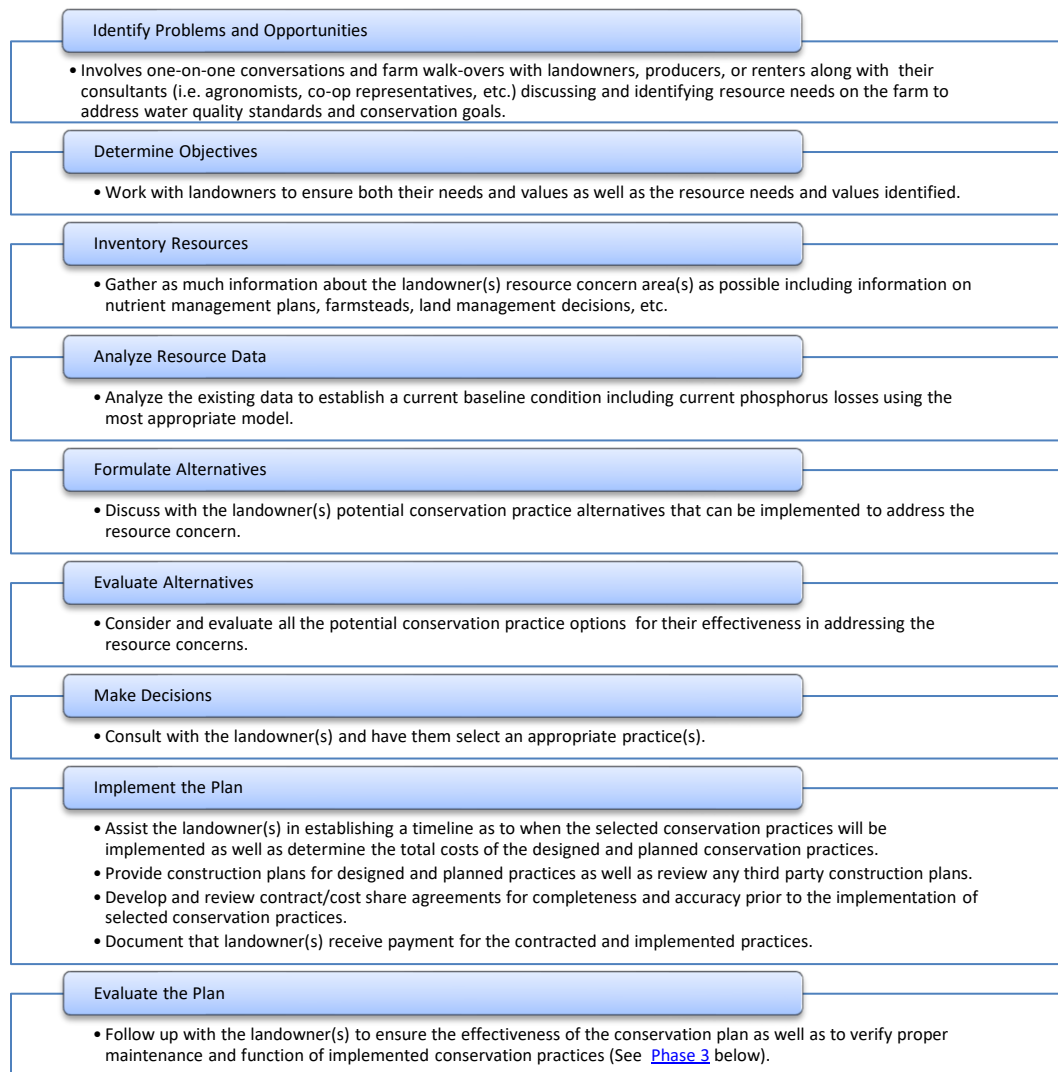 Identify Problems and Opportunities
• Involves one-on-one conversations and farm walk-overs with landowners, producers, or renters along with their
consultants (i.e. agronomists, co-op representatives, etc.) discussing and identifying resource needs on the farm to
address water quality standards and conservation goals.
Determine Objectives
• Work with landowners to ensure both their needs and values as well as the resource needs and values identified.
Inventory Resources
• Gather as much information about the landowner(s) resource concern area(s) as possible including information on
nutrient management plans, farmsteads, land management decisions, etc.
Analyze Resource Data
• Analyze the existing data to establish a current baseline condition including current phosphorus losses using the
most appropriate model.
Formulate Alternatives
• Discuss with the landowner(s) potential conservation practice alternatives that can be implemented to address the
resource concern.
Evaluate Alternatives
• Consider and evaluate all the potential conservation practice options for their effectiveness in addressing the
resource concerns.
Make Decisions
• Consult with the landowner(s) and have them select an appropriate practice(s).
Implement the Plan
• Assist the landowner(s) in establishing a timeline as to when the selected conservation practices will be
implemented as well as determine the total costs of the designed and planned conservation practices.
• Provide construction plans for designed and planned practices as well as review any third party construction plans.
• Develop and review contract/cost share agreements for completeness and accuracy prior to the implementation of
selected conservation practices.
• Document that landowner(s) receive payment for the contracted and implemented practices.
Evaluate the Plan
• Follow up with the landowner(s) to ensure the effectiveness of the conservation plan as well as to verify proper
maintenance and function of implemented conservation practices (See Phase 3 below).